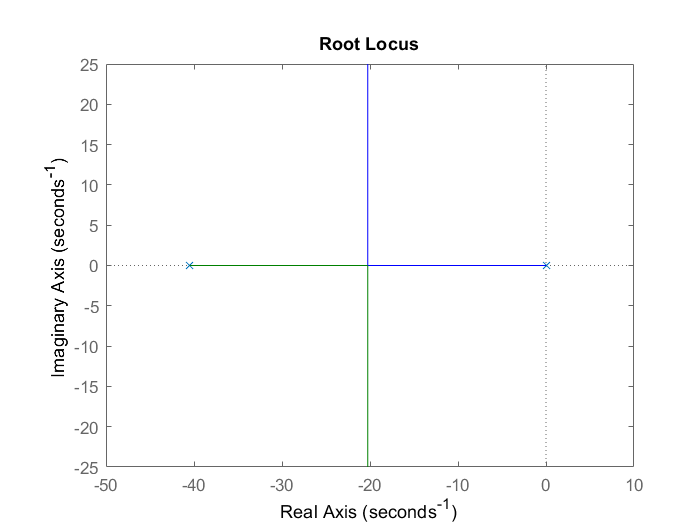 Root Locus
25
20
15
10
5
0
-5
-10
-15
-20
-25
Imaginary Axis (seconds⁻¹)
-50 -40 -30 -20 -10 0 10
Real Axis (seconds⁻¹)